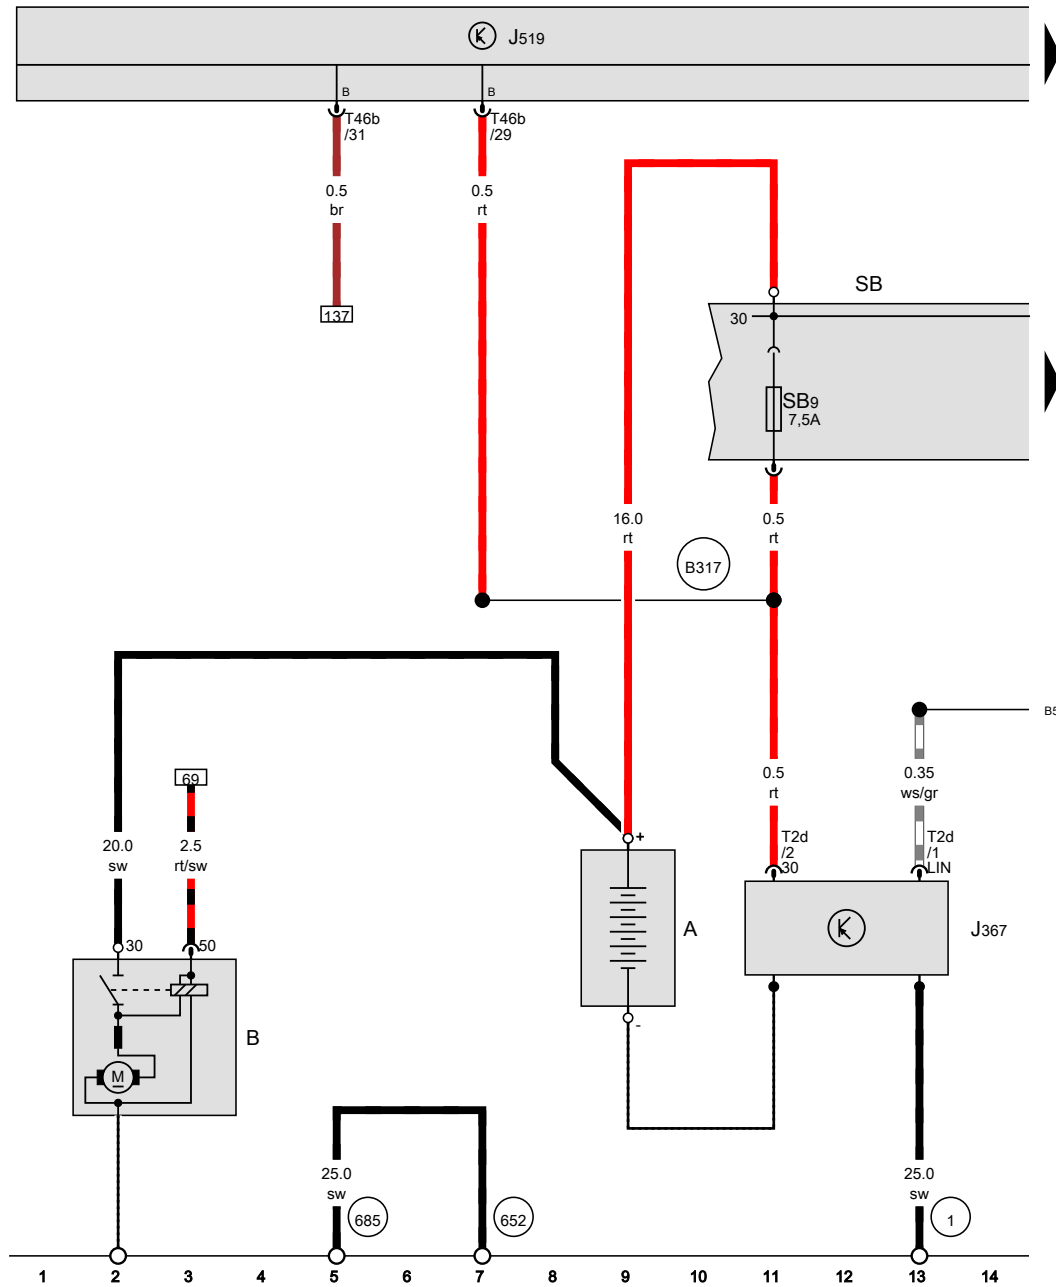 J519
B
B
T46b
/31
T46b
/29
0.5
br
0.5
rt
137
SB
30
SB9
7,5A
16.0
rt
0.5
rt
B317
B5
69
0.5
rt
0.35
ws/gr
20.0
sw
2.5
rt/sw
+
T2d
/2
30
T2d
/1
LIN
A
J367
30
50
-
B
M
25.0
sw
685
652
25.0
sw
1
1 2 3 4 5 6 7 8 9 10 11 12 13 14